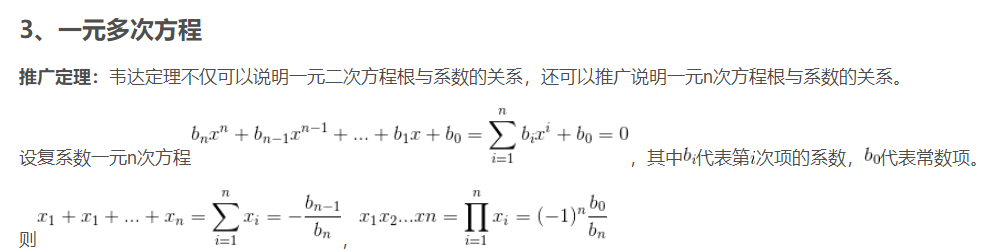 3、一元多次方程
推广定理：韦达定理不仅可以说明一元二次方程根与系数的关系，还可以推广说明一元n次方程根与系数的关系。
设复系数一元n次方程 $b_n x^n + b_{n-1} x^{n-1} + ... + b_1 x + b_0 = \sum_{i=1}^{n} b_i x^i + b_0 = 0$ ，其中$b_i$代表第$i$次项的系数，$b_0$代表常数项。
则 $x_1 + x_1 + ... + x_n = \sum_{i=1}^{n} x_i = -\frac{b_{n-1}}{b_n}$ ， $x_1 x_2 ... xn = \prod_{i=1}^{n} x_i = (-1)^n \frac{b_0}{b_n}$